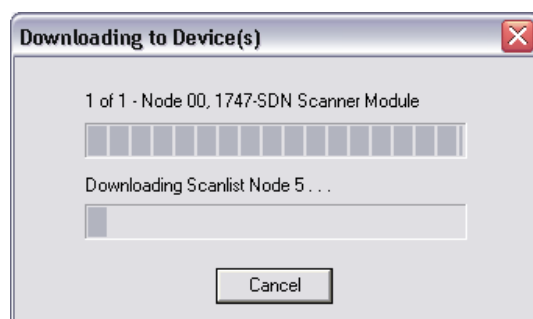 Downloading to Device(s)
1 of 1 - Node 00, 1747-SDN Scanner Module
Downloading Scanlist Node 5 . . .
Cancel